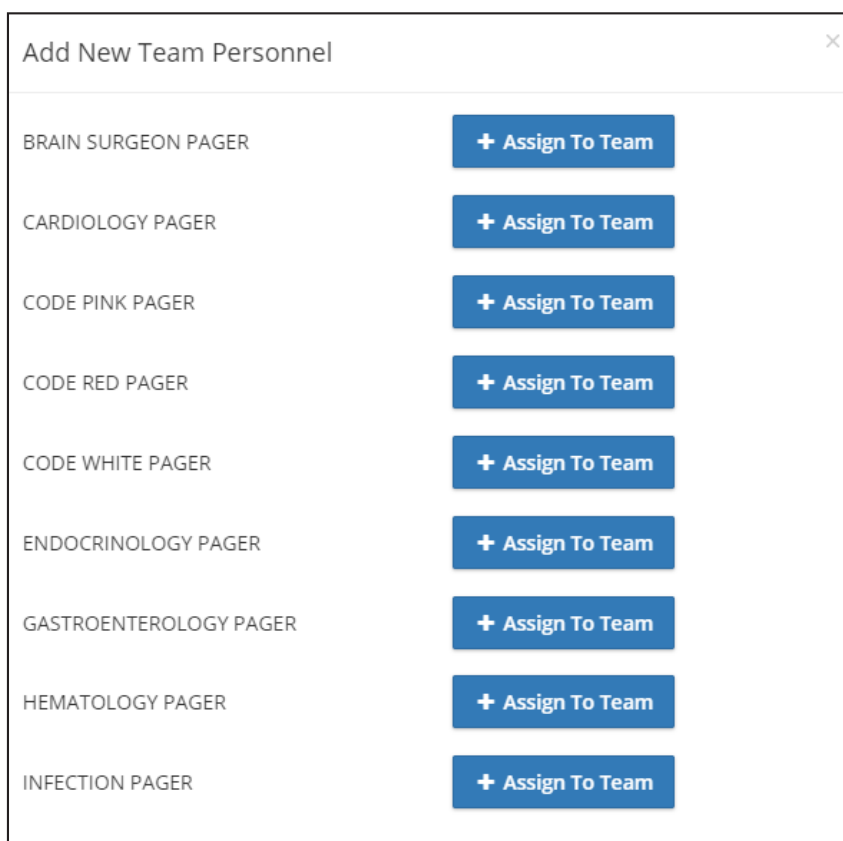 Add New Team Personnel ×
BRAIN SURGEON PAGER + Assign To Team
CARDIOLOGY PAGER + Assign To Team
CODE PINK PAGER + Assign To Team
CODE RED PAGER + Assign To Team
CODE WHITE PAGER + Assign To Team
ENDOCRINOLOGY PAGER + Assign To Team
GASTROENTEROLOGY PAGER + Assign To Team
HEMATOLOGY PAGER + Assign To Team
INFECTION PAGER + Assign To Team